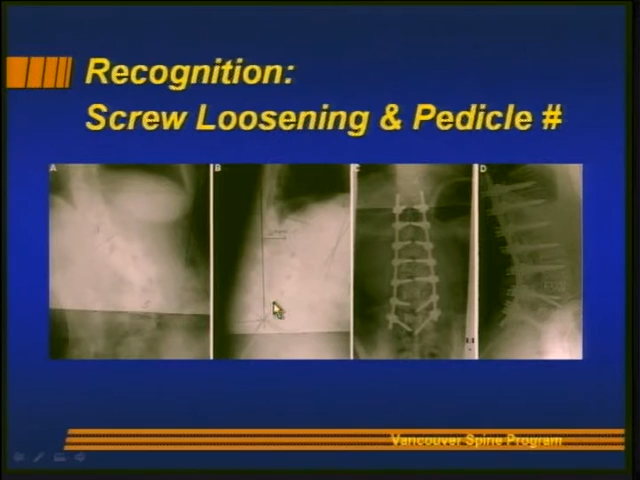 Recognition:
Screw Loosening & Pedicle #
A
B
C
D
Vancouver Spine Program